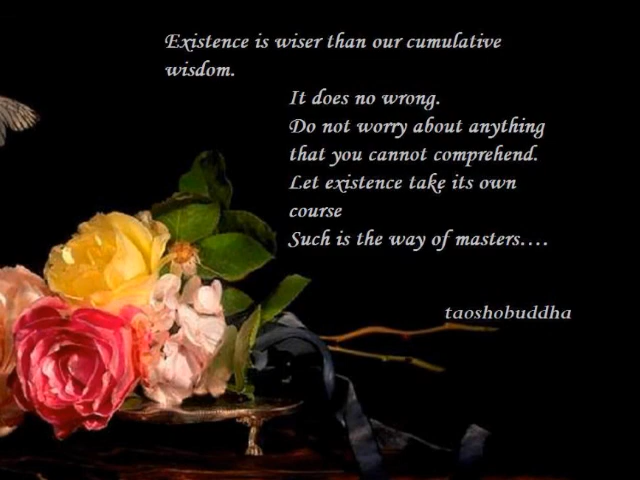 Existence is wiser than our cumulative
wisdom.
It does no wrong.
Do not worry about anything
that you cannot comprehend.
Let existence take its own
course
Such is the way of masters....
taoshobuddha